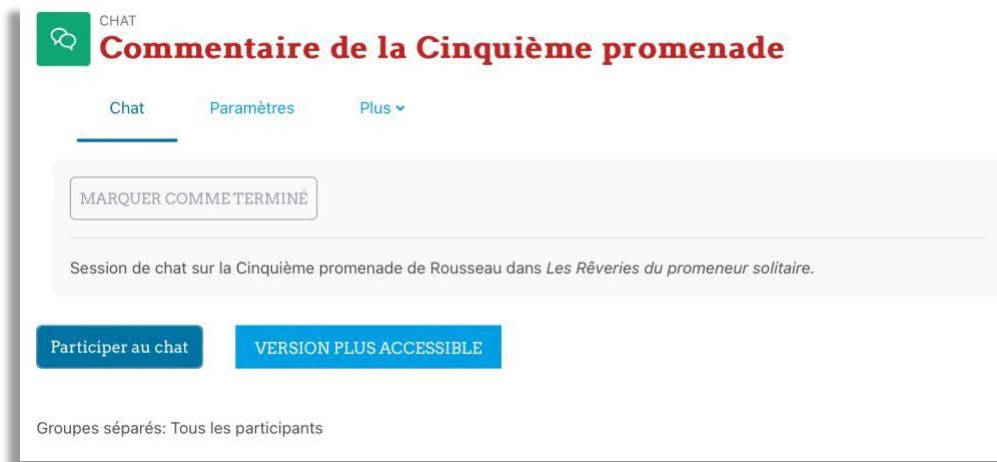 CHAT
Commentaire de la Cinquième promenade
Chat Paramètres Plus
MARQUER COMME TERMINÉ
Session de chat sur la Cinquième promenade de Rousseau dans Les Rêveries du promeneur solitaire.
Participer au chat VERSION PLUS ACCESSIBLE
Groupes séparés: Tous les participants